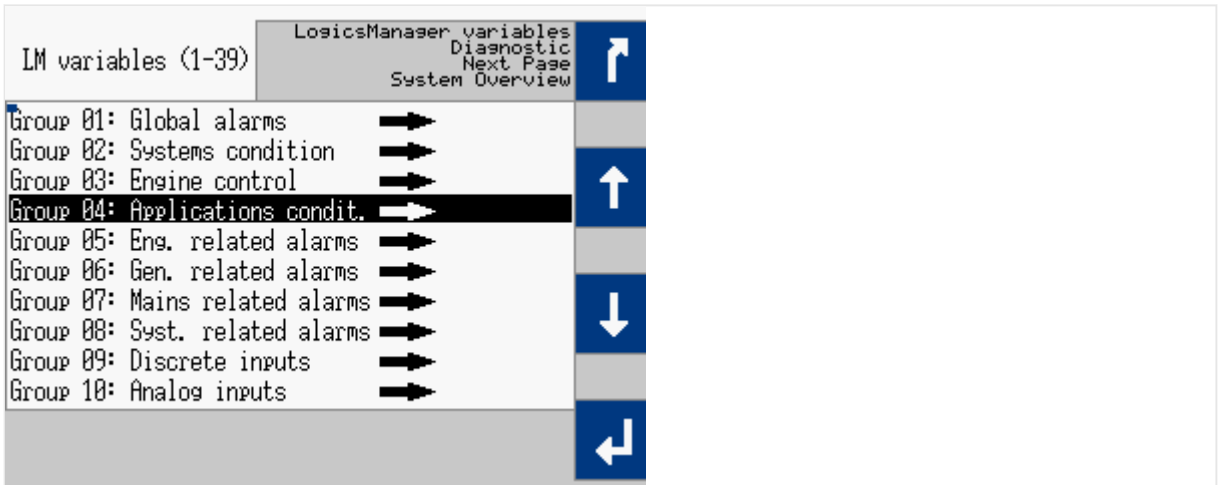 LM variables (1-39)
LogicsManager variables
Diagnostic
Next Page
System Overview
Group 01: Global alarms
Group 02: Systems condition
Group 03: Engine control
Group 04: Applications condit.
Group 05: Eng. related alarms
Group 06: Gen. related alarms
Group 07: Mains related alarms
Group 08: Syst. related alarms
Group 09: Discrete inputs
Group 10: Analog inputs